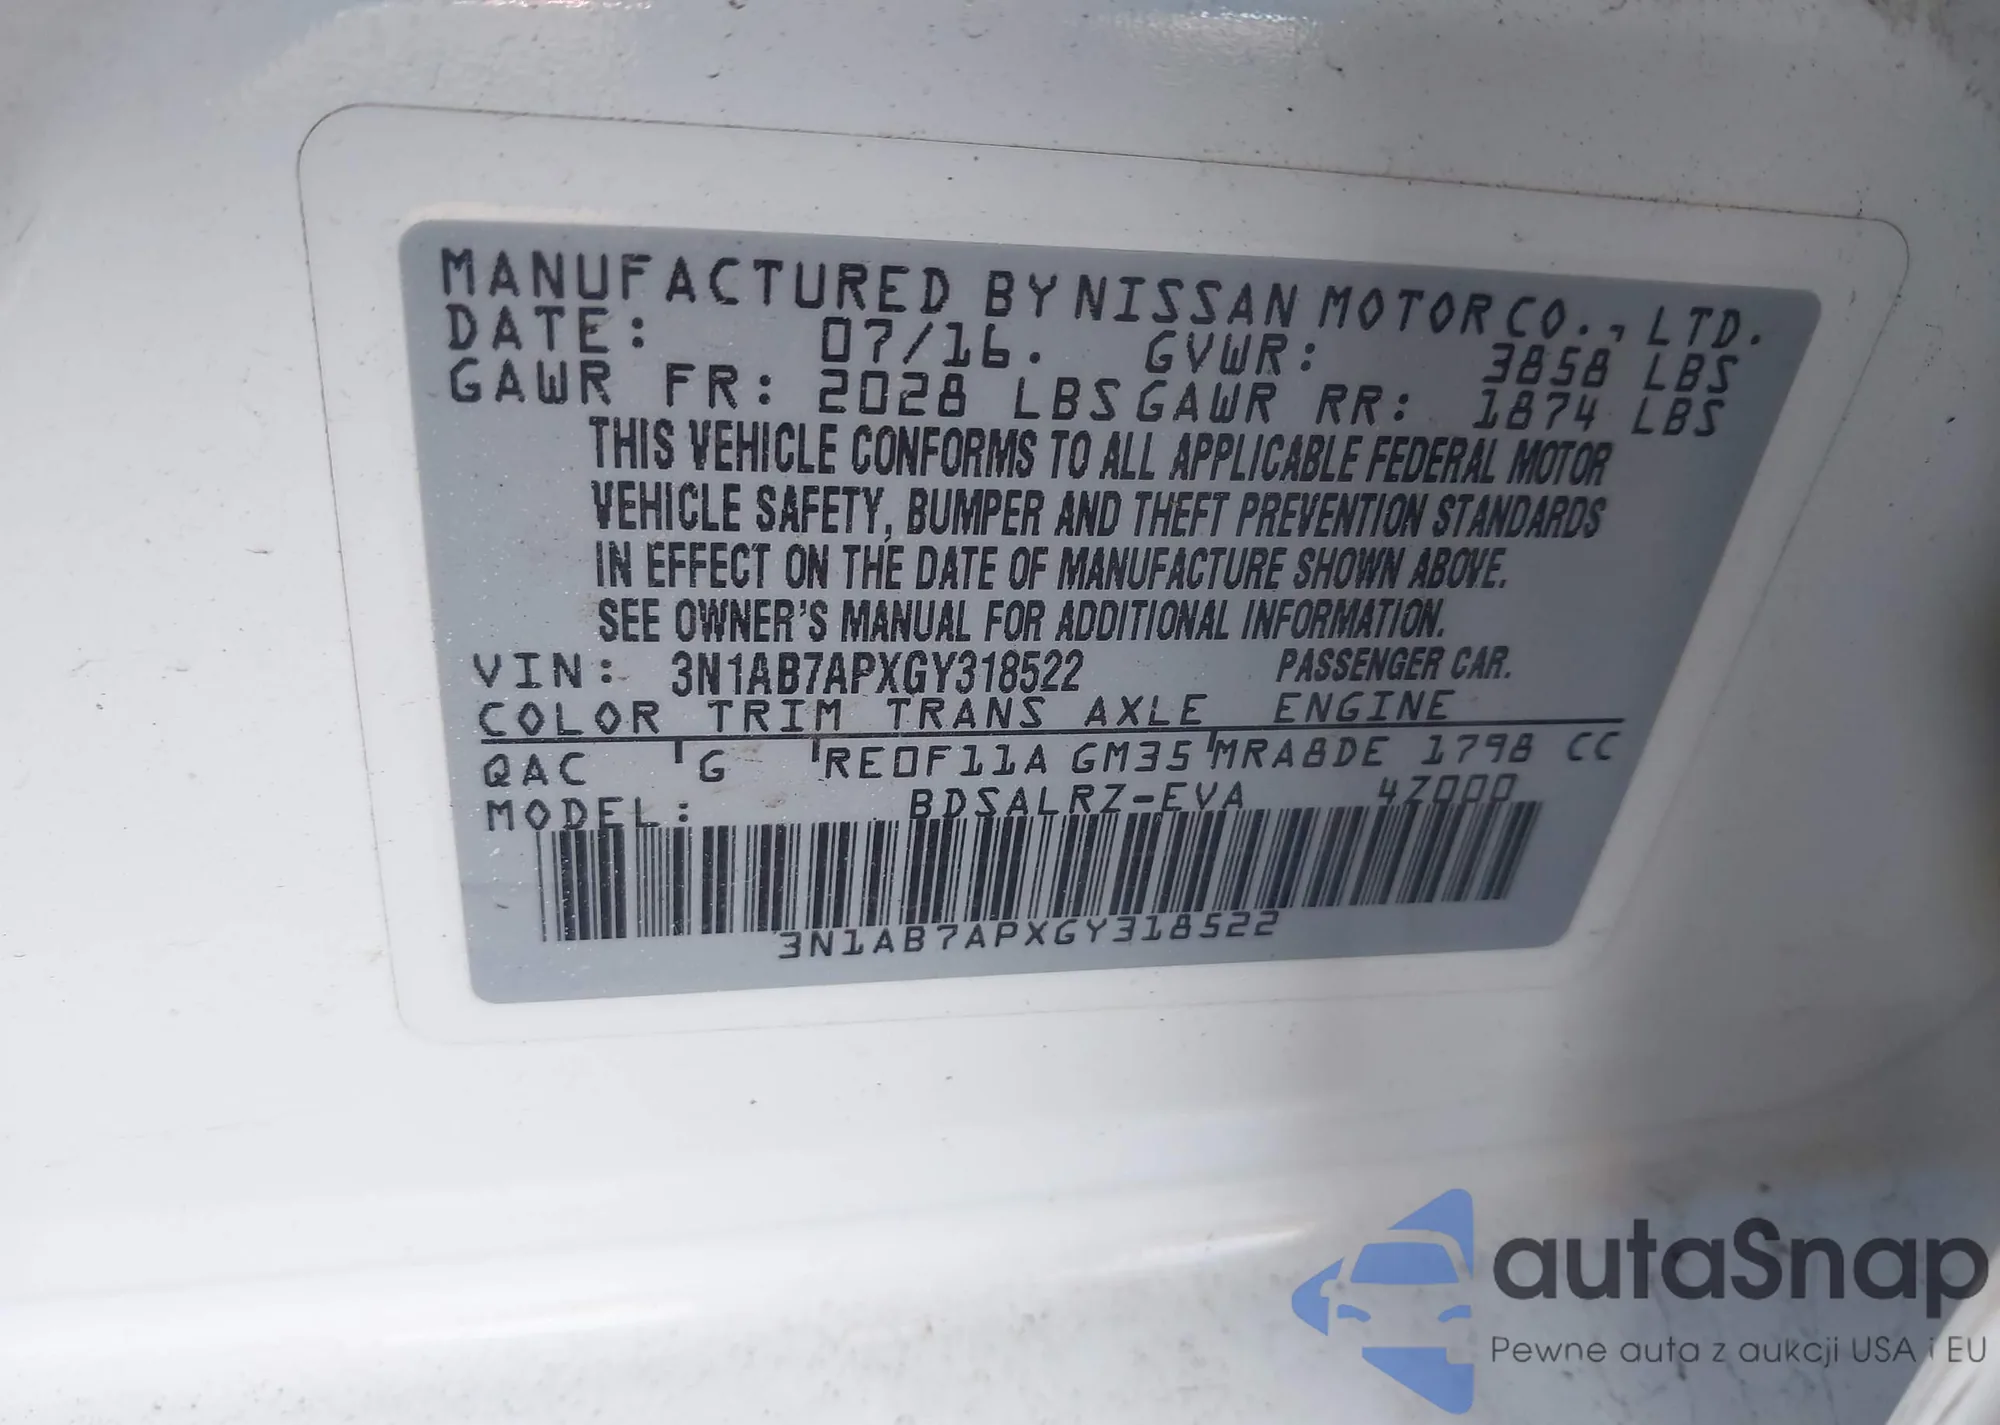 MANUFACTURED BY NISSAN MOTOR CO., LTD.
DATE: 07/16. GVWR: 3858 LBS
GAWR FR: 2028 LBS GAWR RR: 1874 LBS
THIS VEHICLE CONFORMS TO ALL APPLICABLE FEDERAL MOTOR
VEHICLE SAFETY, BUMPER AND THEFT PREVENTION STANDARDS
IN EFFECT ON THE DATE OF MANUFACTURE SHOWN ABOVE.
SEE OWNER'S MANUAL FOR ADDITIONAL INFORMATION.
VIN: 3N1AB7APXGY318522 PASSENGER CAR.
COLOR TRIM TRANS AXLE ENGINE
QAC G RE0F11A GM35 MRA8DE 1798 CC
MODEL: BDSALRZ-EVA 4Z000
3N1AB7APXGY318522
autaSnap
Pewne auta z aukcji USA i EU